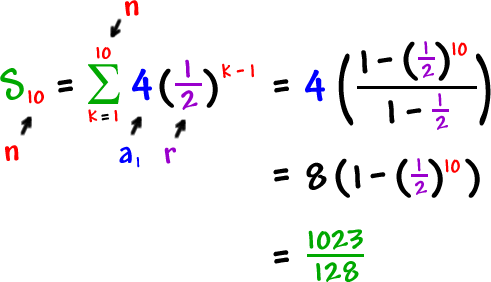 n
S₁₀ = ∑_{k=1}^{10} 4(1/2)^{k-1} = 4((1-(1/2)^{10})/(1-1/2))
n a₁ r
= 8(1-(1/2)^{10})
= 1023/128